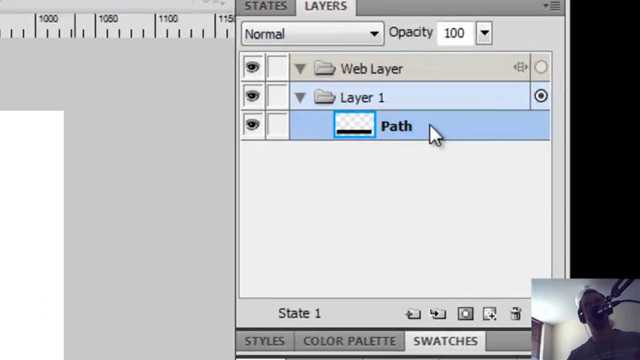 STATES LAYERS
1000 1050 1100 1150
Normal Opacity 100
Web Layer
Layer 1
Path
State 1
STYLES COLOR PALETTE SWATCHES